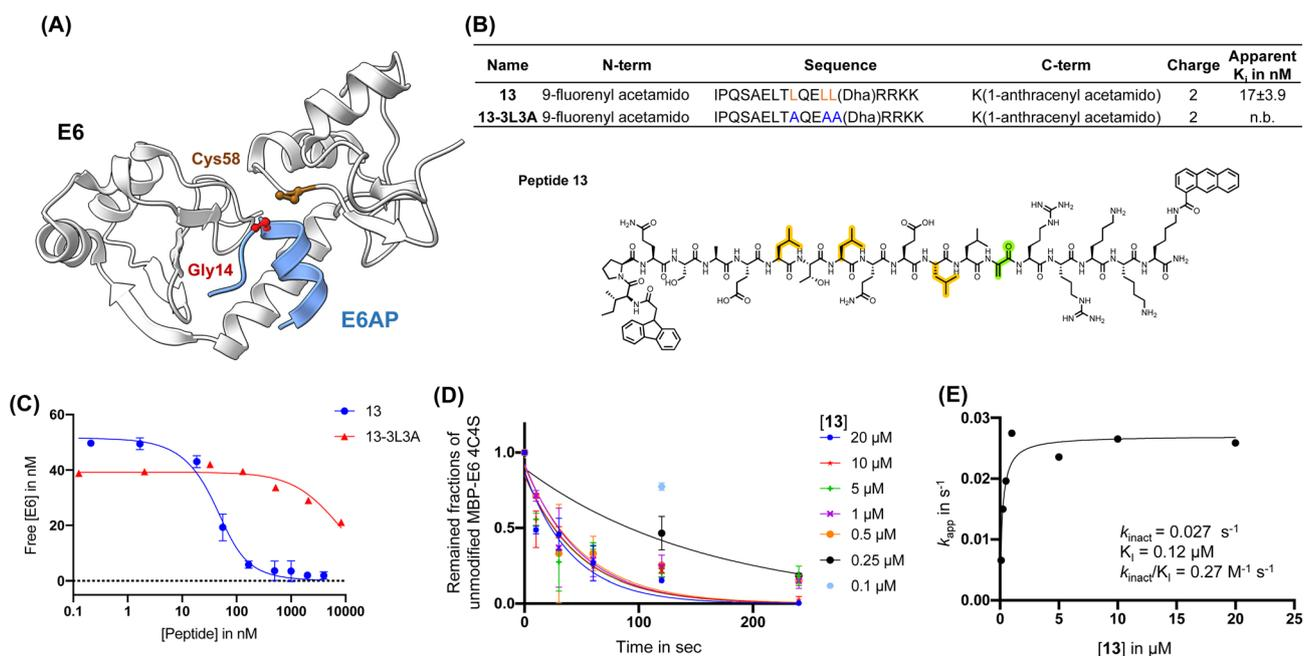 (A)
E6
Cys58
Gly14
E6AP
(B)
Name N-term Sequence C-term Charge Apparent Ki in nM
13 9-fluorenyl acetamido IPQSAELTLQELL(Dha)RRKK K(1-anthracenyl acetamido) 2 17±3.9
13-3L3A 9-fluorenyl acetamido IPQSAELTAQEAA(Dha)RRKK K(1-anthracenyl acetamido) 2 n.b.
Peptide 13
(C)
Free [E6] in nM
60
40
20
0
0.1 1 10 100 1000 10000
[Peptide] in nM
13
13-3L3A
(D)
Remained fractions of
unmodified MBP-E6 4C4S
1.0
0.5
0.0
0 100 200
Time in sec
[13]
20 µM
10 µM
5 µM
1 µM
0.5 µM
0.25 µM
0.1 µM
(E)
kapp in s-1
0.03
0.02
0.01
0.00
0 5 10 15 20 25
[13] in µM
kinact = 0.027 s-1
KI = 0.12 µM
kinact/KI = 0.27 M-1 s-1